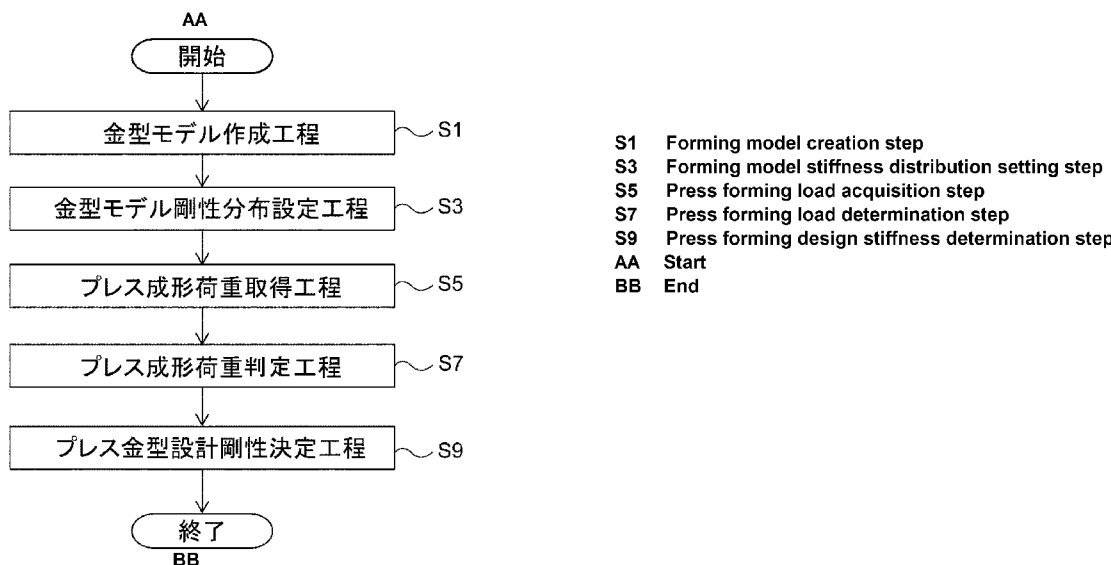 AA
開始
金型モデル作成工程 S1
金型モデル剛性分布設定工程 S3
プレス成形荷重取得工程 S5
プレス成形荷重判定工程 S7
プレス金型設計剛性決定工程 S9
終了
BB
S1 Forming model creation step
S3 Forming model stiffness distribution setting step
S5 Press forming load acquisition step
S7 Press forming load determination step
S9 Press forming design stiffness determination step
AA Start
BB End